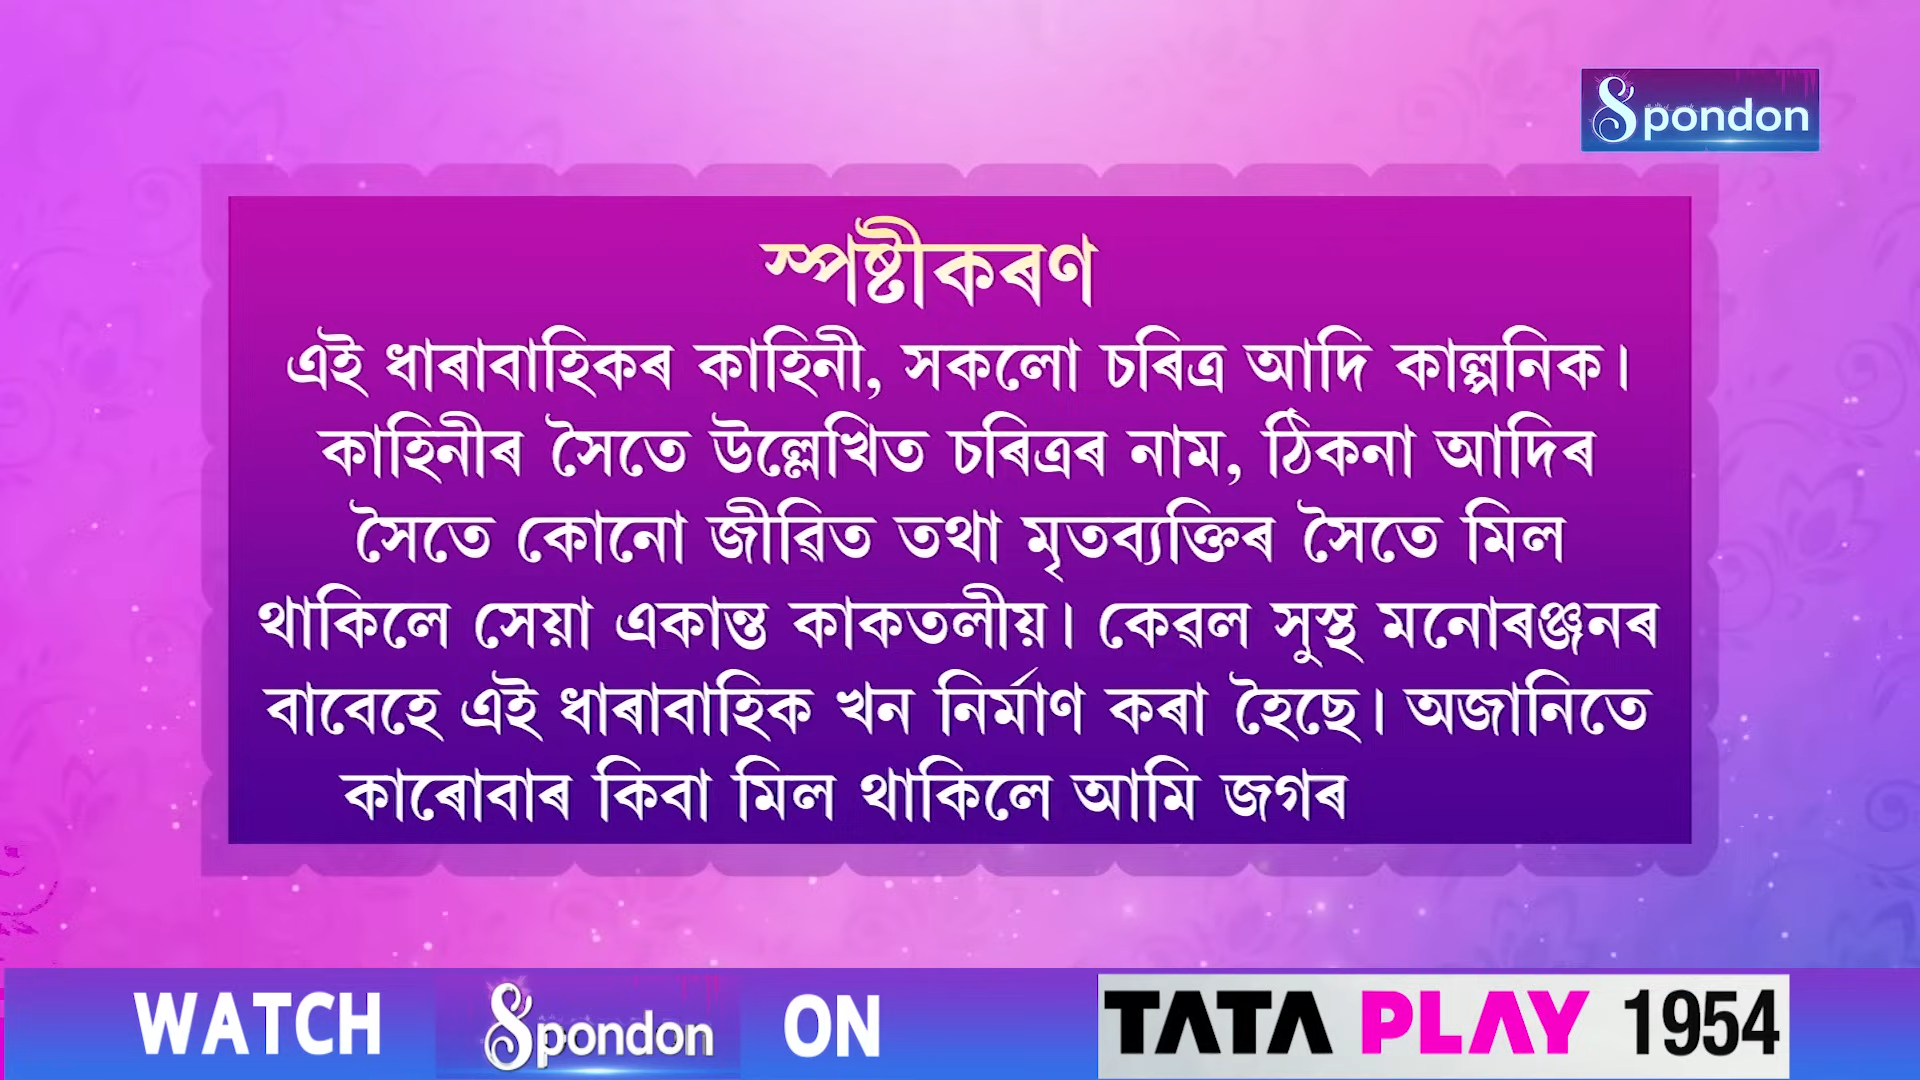 Spondon
স্পষ্টীকৰণ
এই ধাৰাবাহিকৰ কাহিনী, সকলো চৰিত্ৰ আদি কাল্পনিক।
কাহিনীৰ সৈতে উল্লেখিত চৰিত্ৰৰ নাম, ঠিকনা আদিৰ
সৈতে কোনো জীৱিত তথা মৃতব্যক্তিৰ সৈতে মিল
থাকিলে সেয়া একান্ত কাকতলীয়। কেৱল সুস্থ মনোৰঞ্জনৰ
বাবেহে এই ধাৰাবাহিক খন নিৰ্মাণ কৰা হৈছে। অজানিতে
কাৰোবাৰ কিবা মিল থাকিলে আমি জগৰ
WATCH Spondon ON TATA PLAY 1954